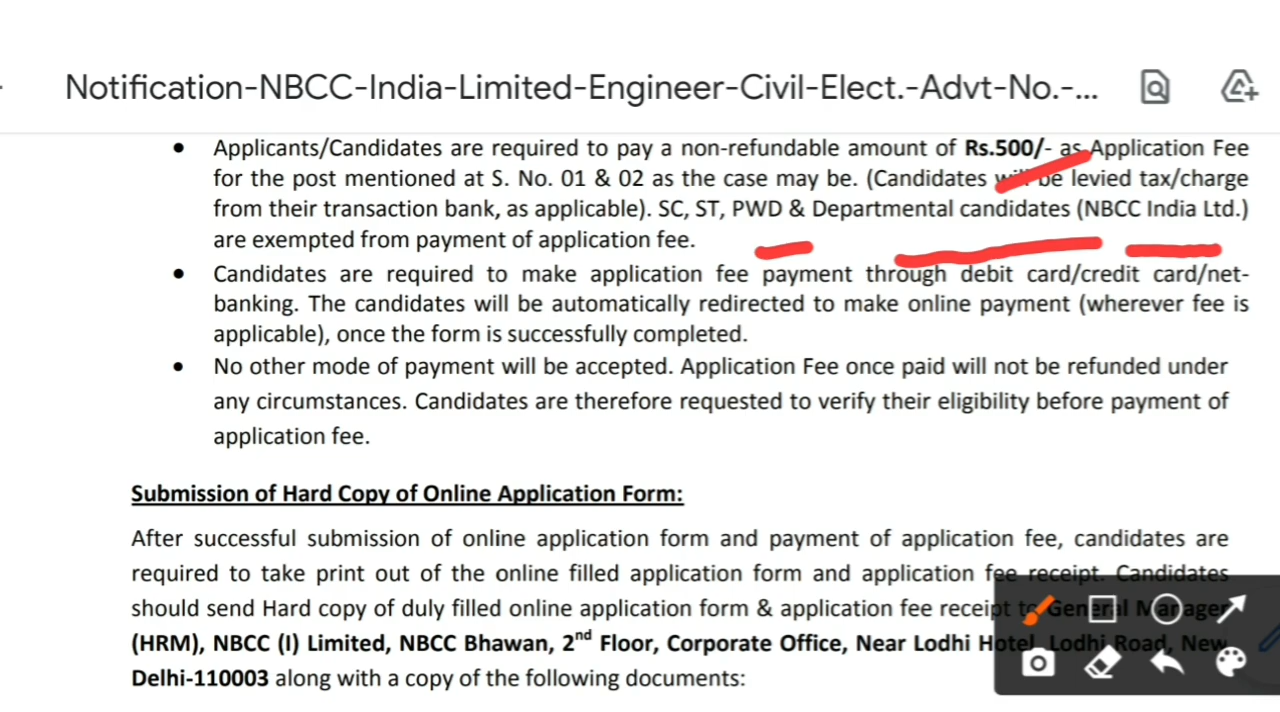 Notification-NBCC-India-Limited-Engineer-Civil-Elect.-Advt-No.-...
• Applicants/Candidates are required to pay a non-refundable amount of Rs.500/- as Application Fee
for the post mentioned at S. No. 01 & 02 as the case may be. (Candidates will be levied tax/charge
from their transaction bank, as applicable). SC, ST, PWD & Departmental candidates (NBCC India Ltd.)
are exempted from payment of application fee.
• Candidates are required to make application fee payment through debit card/credit card/net-
banking. The candidates will be automatically redirected to make online payment (wherever fee is
applicable), once the form is successfully completed.
• No other mode of payment will be accepted. Application Fee once paid will not be refunded under
any circumstances. Candidates are therefore requested to verify their eligibility before payment of
application fee.
Submission of Hard Copy of Online Application Form:
After successful submission of online application form and payment of application fee, candidates are
required to take print out of the online filled application form and application fee receipt. Candidates
should send Hard copy of duly filled online application form & application fee receipt to General Manager
(HRM), NBCC (I) Limited, NBCC Bhawan, 2nd Floor, Corporate Office, Near Lodhi Hotel, Lodhi Road, New
Delhi-110003 along with a copy of the following documents: